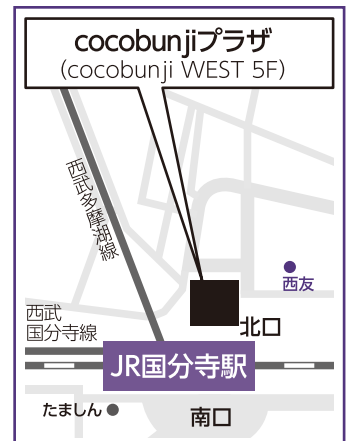 cocobunjiプラザ
(cocobunji WEST 5F)
西武多摩湖線
西友
西武
国分寺線
北口
JR国分寺駅
たましん
南口